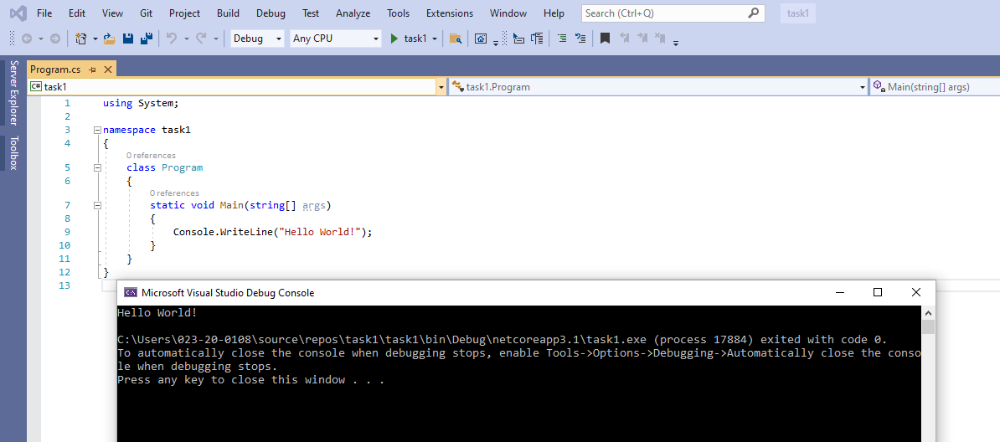 File Edit View Git Project Build Debug Test Analyze Tools Extensions Window Help Search (Ctrl+Q) task1
Debug Any CPU task1
Server Explorer
Toolbox
Program.cs
C# task1 task1.Program Main(string[] args)
1 using System;
2
3 namespace task1
4 {
0 references
5 class Program
6 {
0 references
7 static void Main(string[] args)
8 {
9 Console.WriteLine("Hello World!");
10 }
11 }
12 }
13
C:\ Microsoft Visual Studio Debug Console
Hello World!
C:\Users\023-20-0108\source\repos\task1\task1\bin\Debug\netcoreapp3.1\task1.exe (process 17884) exited with code 0.
To automatically close the console when debugging stops, enable Tools->Options->Debugging->Automatically close the conso
le when debugging stops.
Press any key to close this window . . .